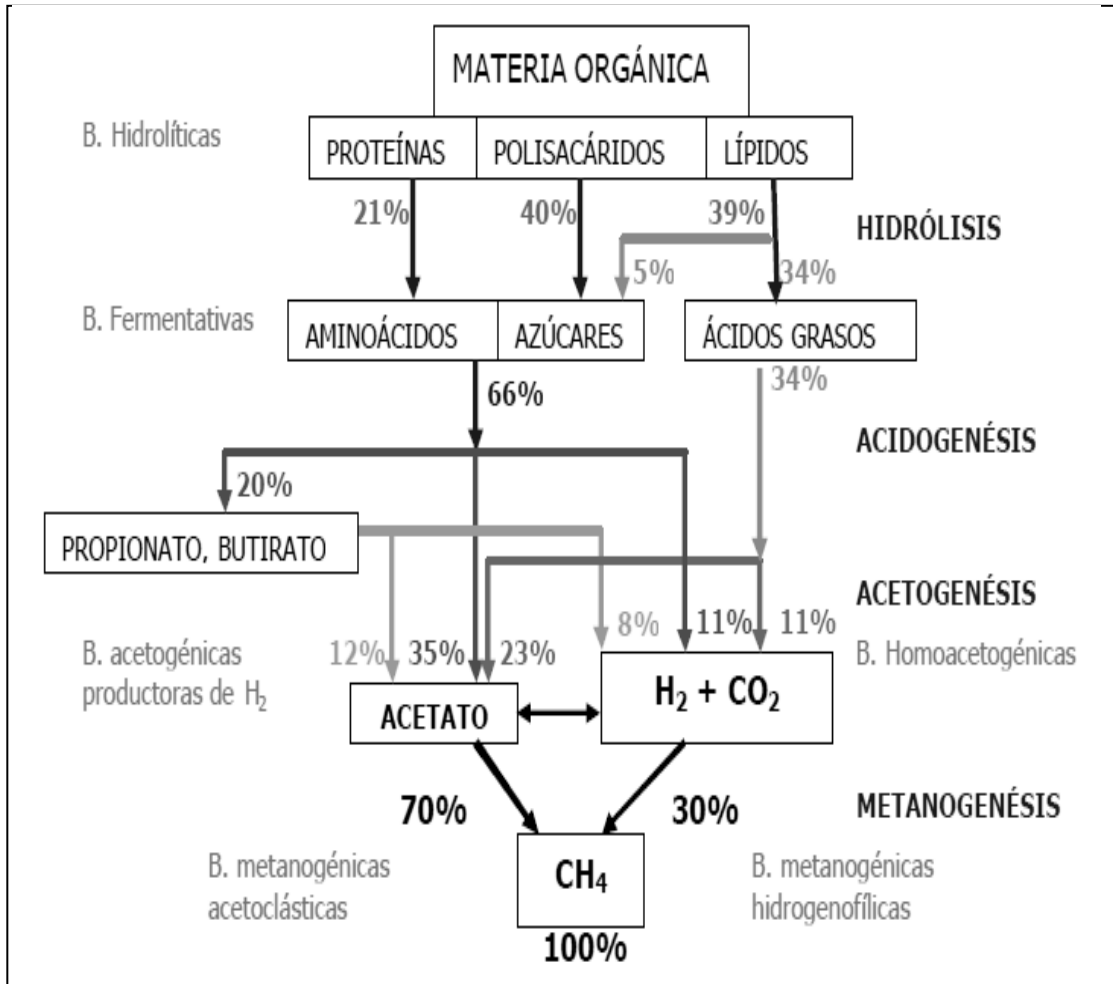 MATERIA ORGÁNICA
B. Hidrolíticas
PROTEÍNAS
POLISACÁRIDOS
LÍPIDOS
21%
40%
39%
HIDRÓLISIS
5%
34%
B. Fermentativas
AMINOÁCIDOS
AZÚCARES
ÁCIDOS GRASOS
66%
34%
ACIDOGENÉSIS
20%
PROPIONATO, BUTIRATO
ACETOGENÉSIS
B. acetogénicas
productoras de H₂
12%
35%
23%
8%
11%
11%
B. Homoacetogénicas
ACETATO
H₂ + CO₂
70%
30%
METANOGENÉSIS
B. metanogénicas
acetoclásticas
CH₄
B. metanogénicas
hidrogenofílicas
100%